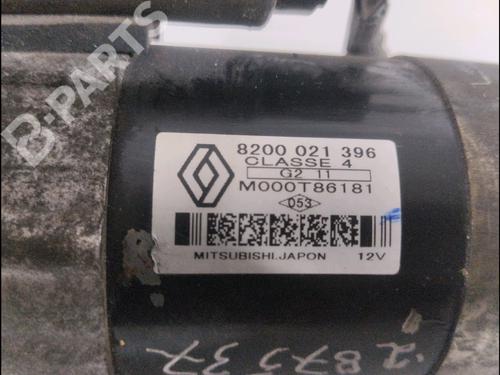 8200 021 396
CLASSE 4
G2 11
M000T86181
D53
MITSUBISHI.JAPON 12V
B-PARTS